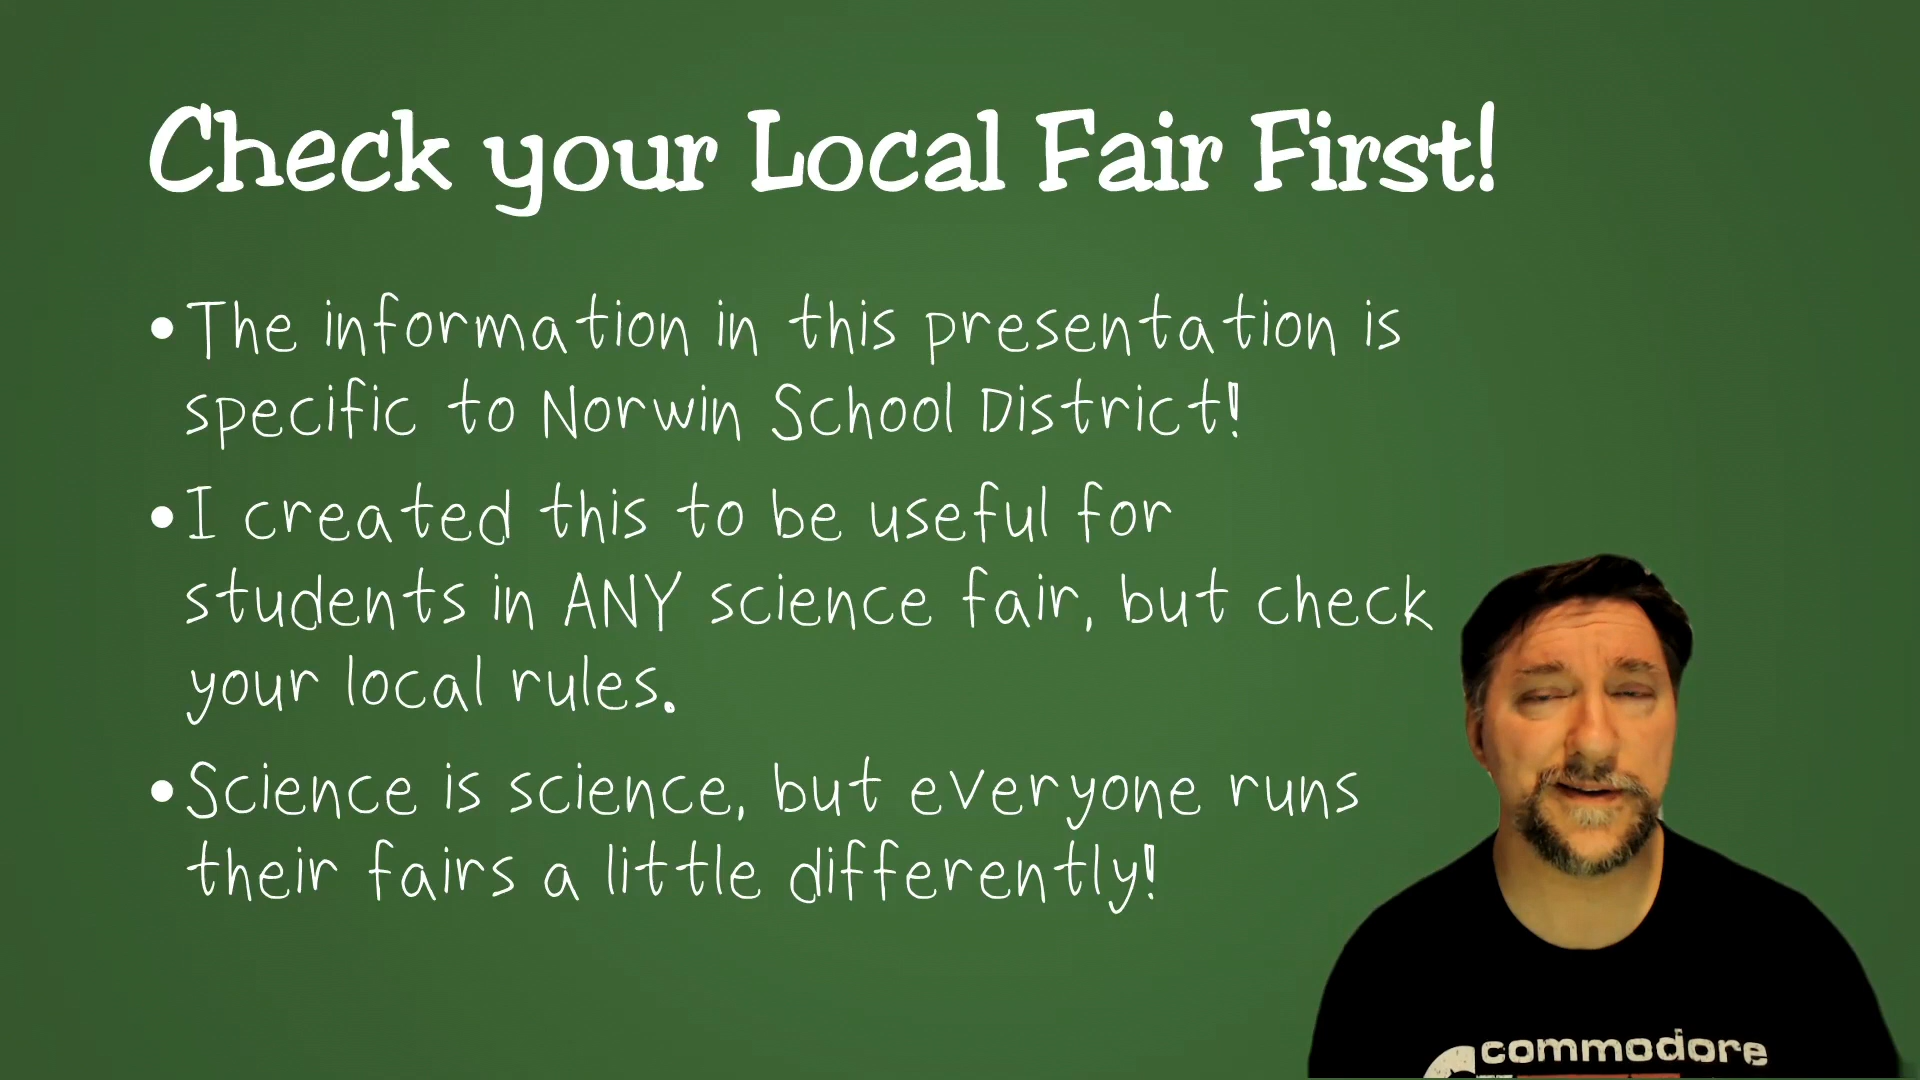 Check your Local Fair First!
• The information in this presentation is
specific to Norwin School District!
• I created this to be useful for
students in ANY science fair, but check
your local rules.
• Science is science, but everyone runs
their fairs a little differently!
commodore